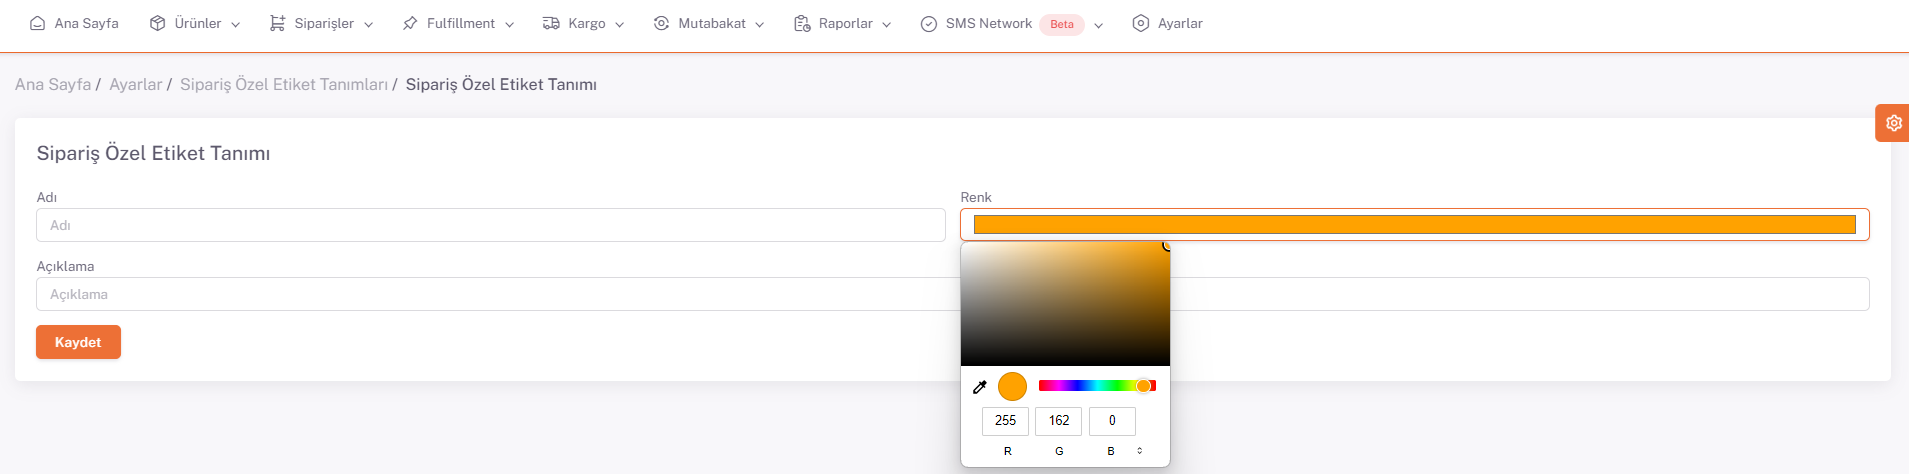 Ana Sayfa Ürünler Siparişler Fulfillment Kargo Mutabakat Raporlar SMS Network Beta Ayarlar
Ana Sayfa / Ayarlar / Sipariş Özel Etiket Tanımları / Sipariş Özel Etiket Tanımı
Sipariş Özel Etiket Tanımı
Adı Renk
Adı
Açıklama
Açıklama
Kaydet
255 162 0
R G B